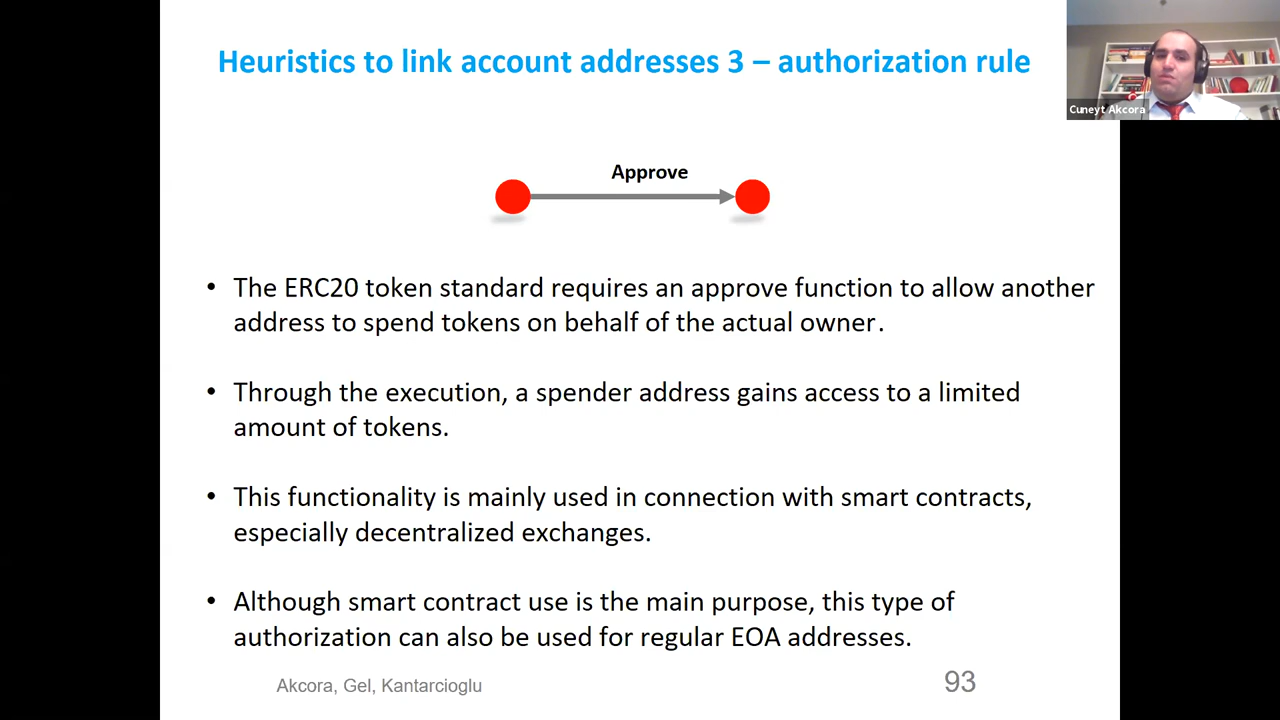 Heuristics to link account addresses 3 – authorization rule
Cuneyt Akcora
Approve
• The ERC20 token standard requires an approve function to allow another
address to spend tokens on behalf of the actual owner.
• Through the execution, a spender address gains access to a limited
amount of tokens.
• This functionality is mainly used in connection with smart contracts,
especially decentralized exchanges.
• Although smart contract use is the main purpose, this type of
authorization can also be used for regular EOA addresses.
Akcora, Gel, Kantarcioglu
93